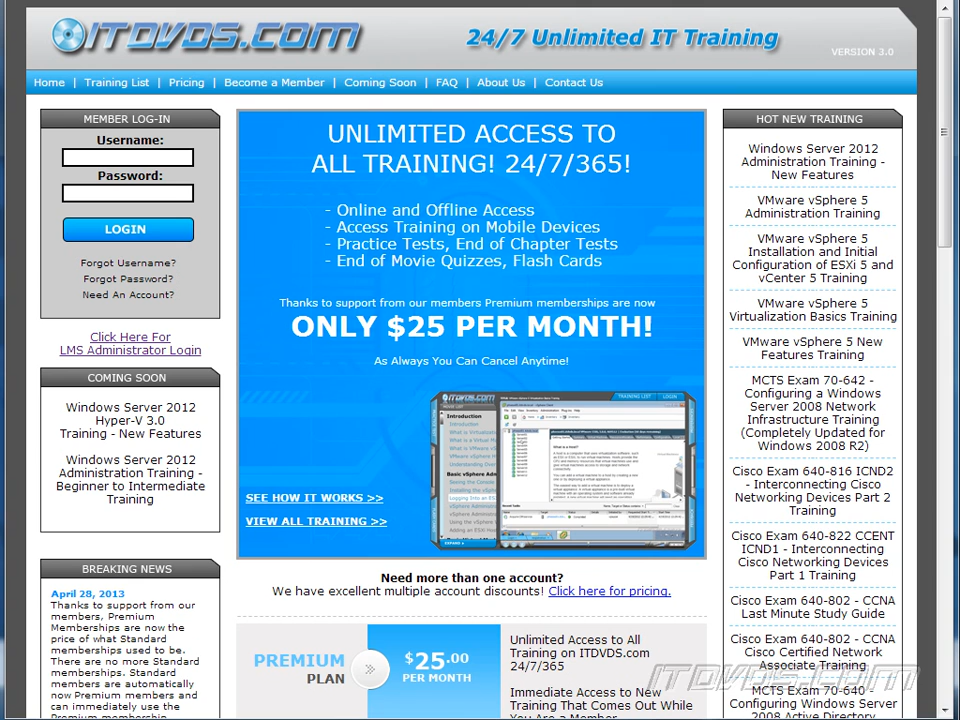 ITDVDS.COM
24/7 Unlimited IT Training
VERSION 3.0
Home | Training List | Pricing | Become a Member | Coming Soon | FAQ | About Us | Contact Us
MEMBER LOG-IN
Username:
Password:
LOGIN
Forgot Username?
Forgot Password?
Need An Account?
Click Here For
LMS Administrator Login
COMING SOON
Windows Server 2012
Hyper-V 3.0
Training - New Features
Windows Server 2012
Administration Training -
Beginner to Intermediate
Training
BREAKING NEWS
April 28, 2013
Thanks to support from our
members, Premium
Memberships are now the
price of what Standard
memberships used to be.
There are no more Standard
memberships. Standard
members are automatically
now Premium members and
can immediately use the
Premium membership
UNLIMITED ACCESS TO
ALL TRAINING! 24/7/365!
- Online and Offline Access
- Access Training on Mobile Devices
- Practice Tests, End of Chapter Tests
- End of Movie Quizzes, Flash Cards
Thanks to support from our members Premium memberships are now
ONLY $25 PER MONTH!
As Always You Can Cancel Anytime!
SEE HOW IT WORKS >>
VIEW ALL TRAINING >>
ITDVDS.COM
TRAINING LIST
LOGIN
Introduction
Need more than one account?
We have excellent multiple account discounts! Click here for pricing.
PREMIUM
PLAN
$25.00
PER MONTH
Unlimited Access to All
Training on ITDVDS.com
24/7/365
Immediate Access to New
Training That Comes Out While
You Are a Member
HOT NEW TRAINING
Windows Server 2012
Administration Training -
New Features
VMware vSphere 5
Administration Training
VMware vSphere 5
Installation and Initial
Configuration of ESXi 5 and
vCenter 5 Training
VMware vSphere 5
Virtualization Basics Training
VMware vSphere 5 New
Features Training
MCTS Exam 70-642 -
Configuring a Windows
Server 2008 Network
Infrastructure Training
(Completely Updated for
Windows 2008 R2)
Cisco Exam 640-816 ICND2
- Interconnecting Cisco
Networking Devices Part 2
Training
Cisco Exam 640-822 CCENT
ICND1 - Interconnecting
Cisco Networking Devices
Part 1 Training
Cisco Exam 640-802 - CCNA
Last Minute Study Guide
Cisco Exam 640-802 - CCNA
Cisco Certified Network
Associate Training
MCTS Exam 70-640 -
Configuring Windows Server
2008 Active Directory
ITDVDS.COM